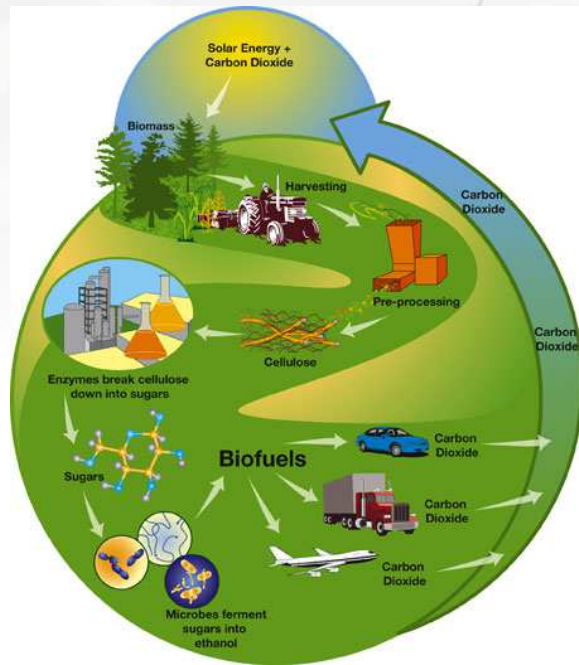 Solar Energy +
Carbon Dioxide
Biomass
Harvesting
Carbon
Dioxide
Pre-processing
Carbon
Dioxide
Cellulose
Enzymes break cellulose
down into sugars
Sugars
Biofuels
Carbon
Dioxide
Carbon
Dioxide
Carbon
Dioxide
Microbes ferment
sugars into
ethanol